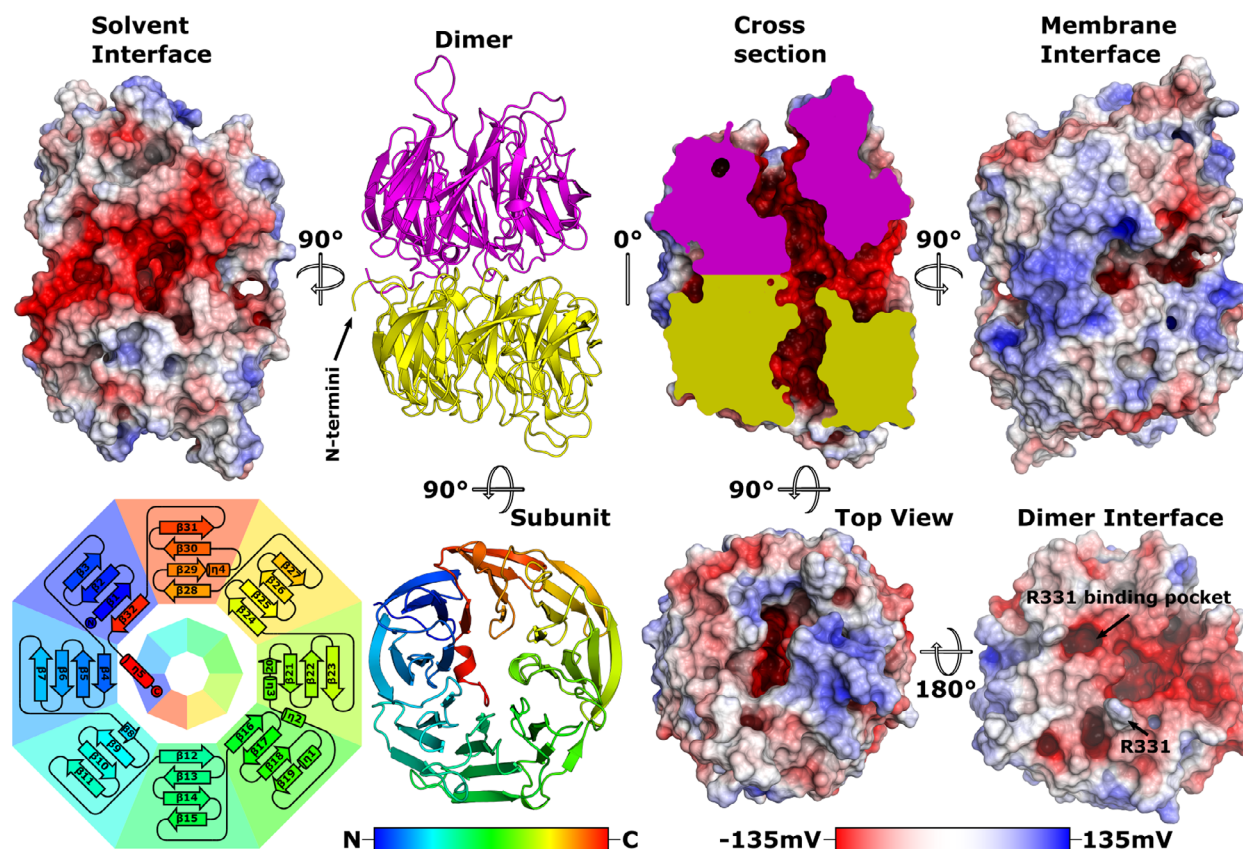 Solvent
Interface
Dimer
Cross
section
Membrane
Interface
90°
0°
90°
N-termini
90°
90°
Subunit
Top View
Dimer Interface
R331 binding pocket
R331
180°
β31
β30
β29
η4
β28
β27
β26
β25
β24
β3
β2
β1
β32
N
η5
C
β7
β6
β5
β4
β20
η3
β21
β22
β23
β8
β9
β10
β11
β12
β13
β14
β15
β16
η2
β17
β18
β19
η1
N
C
-135mV
135mV